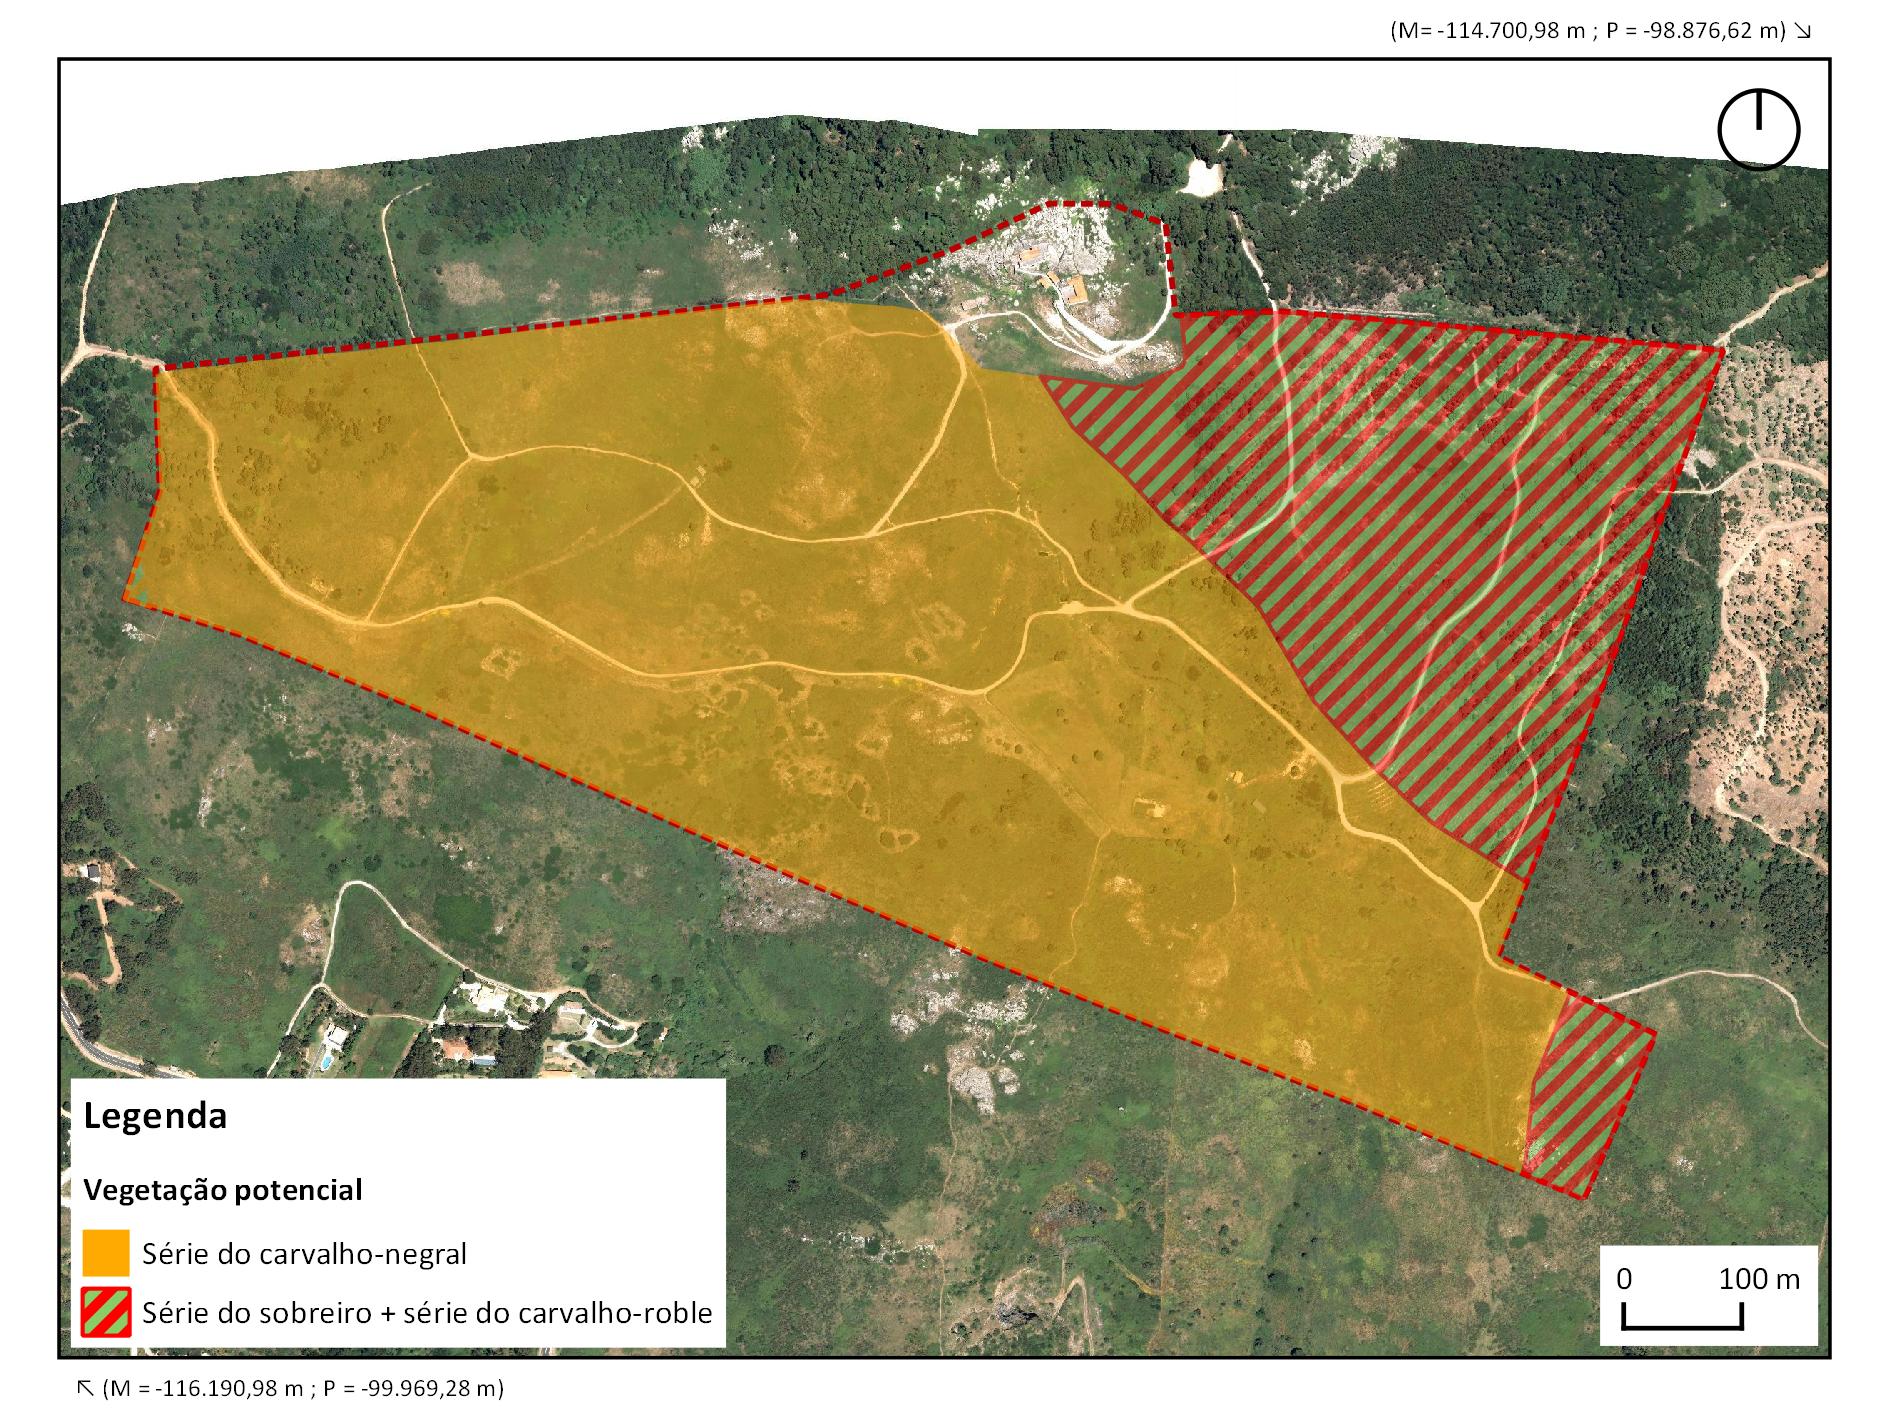 (M= -114.700,98 m ; P = -98.876,62 m) ↘
Legenda
Vegetação potencial
Série do carvalho-negral
Série do sobreiro + série do carvalho-roble
0 100 m
↖ (M = -116.190,98 m ; P = -99.969,28 m)